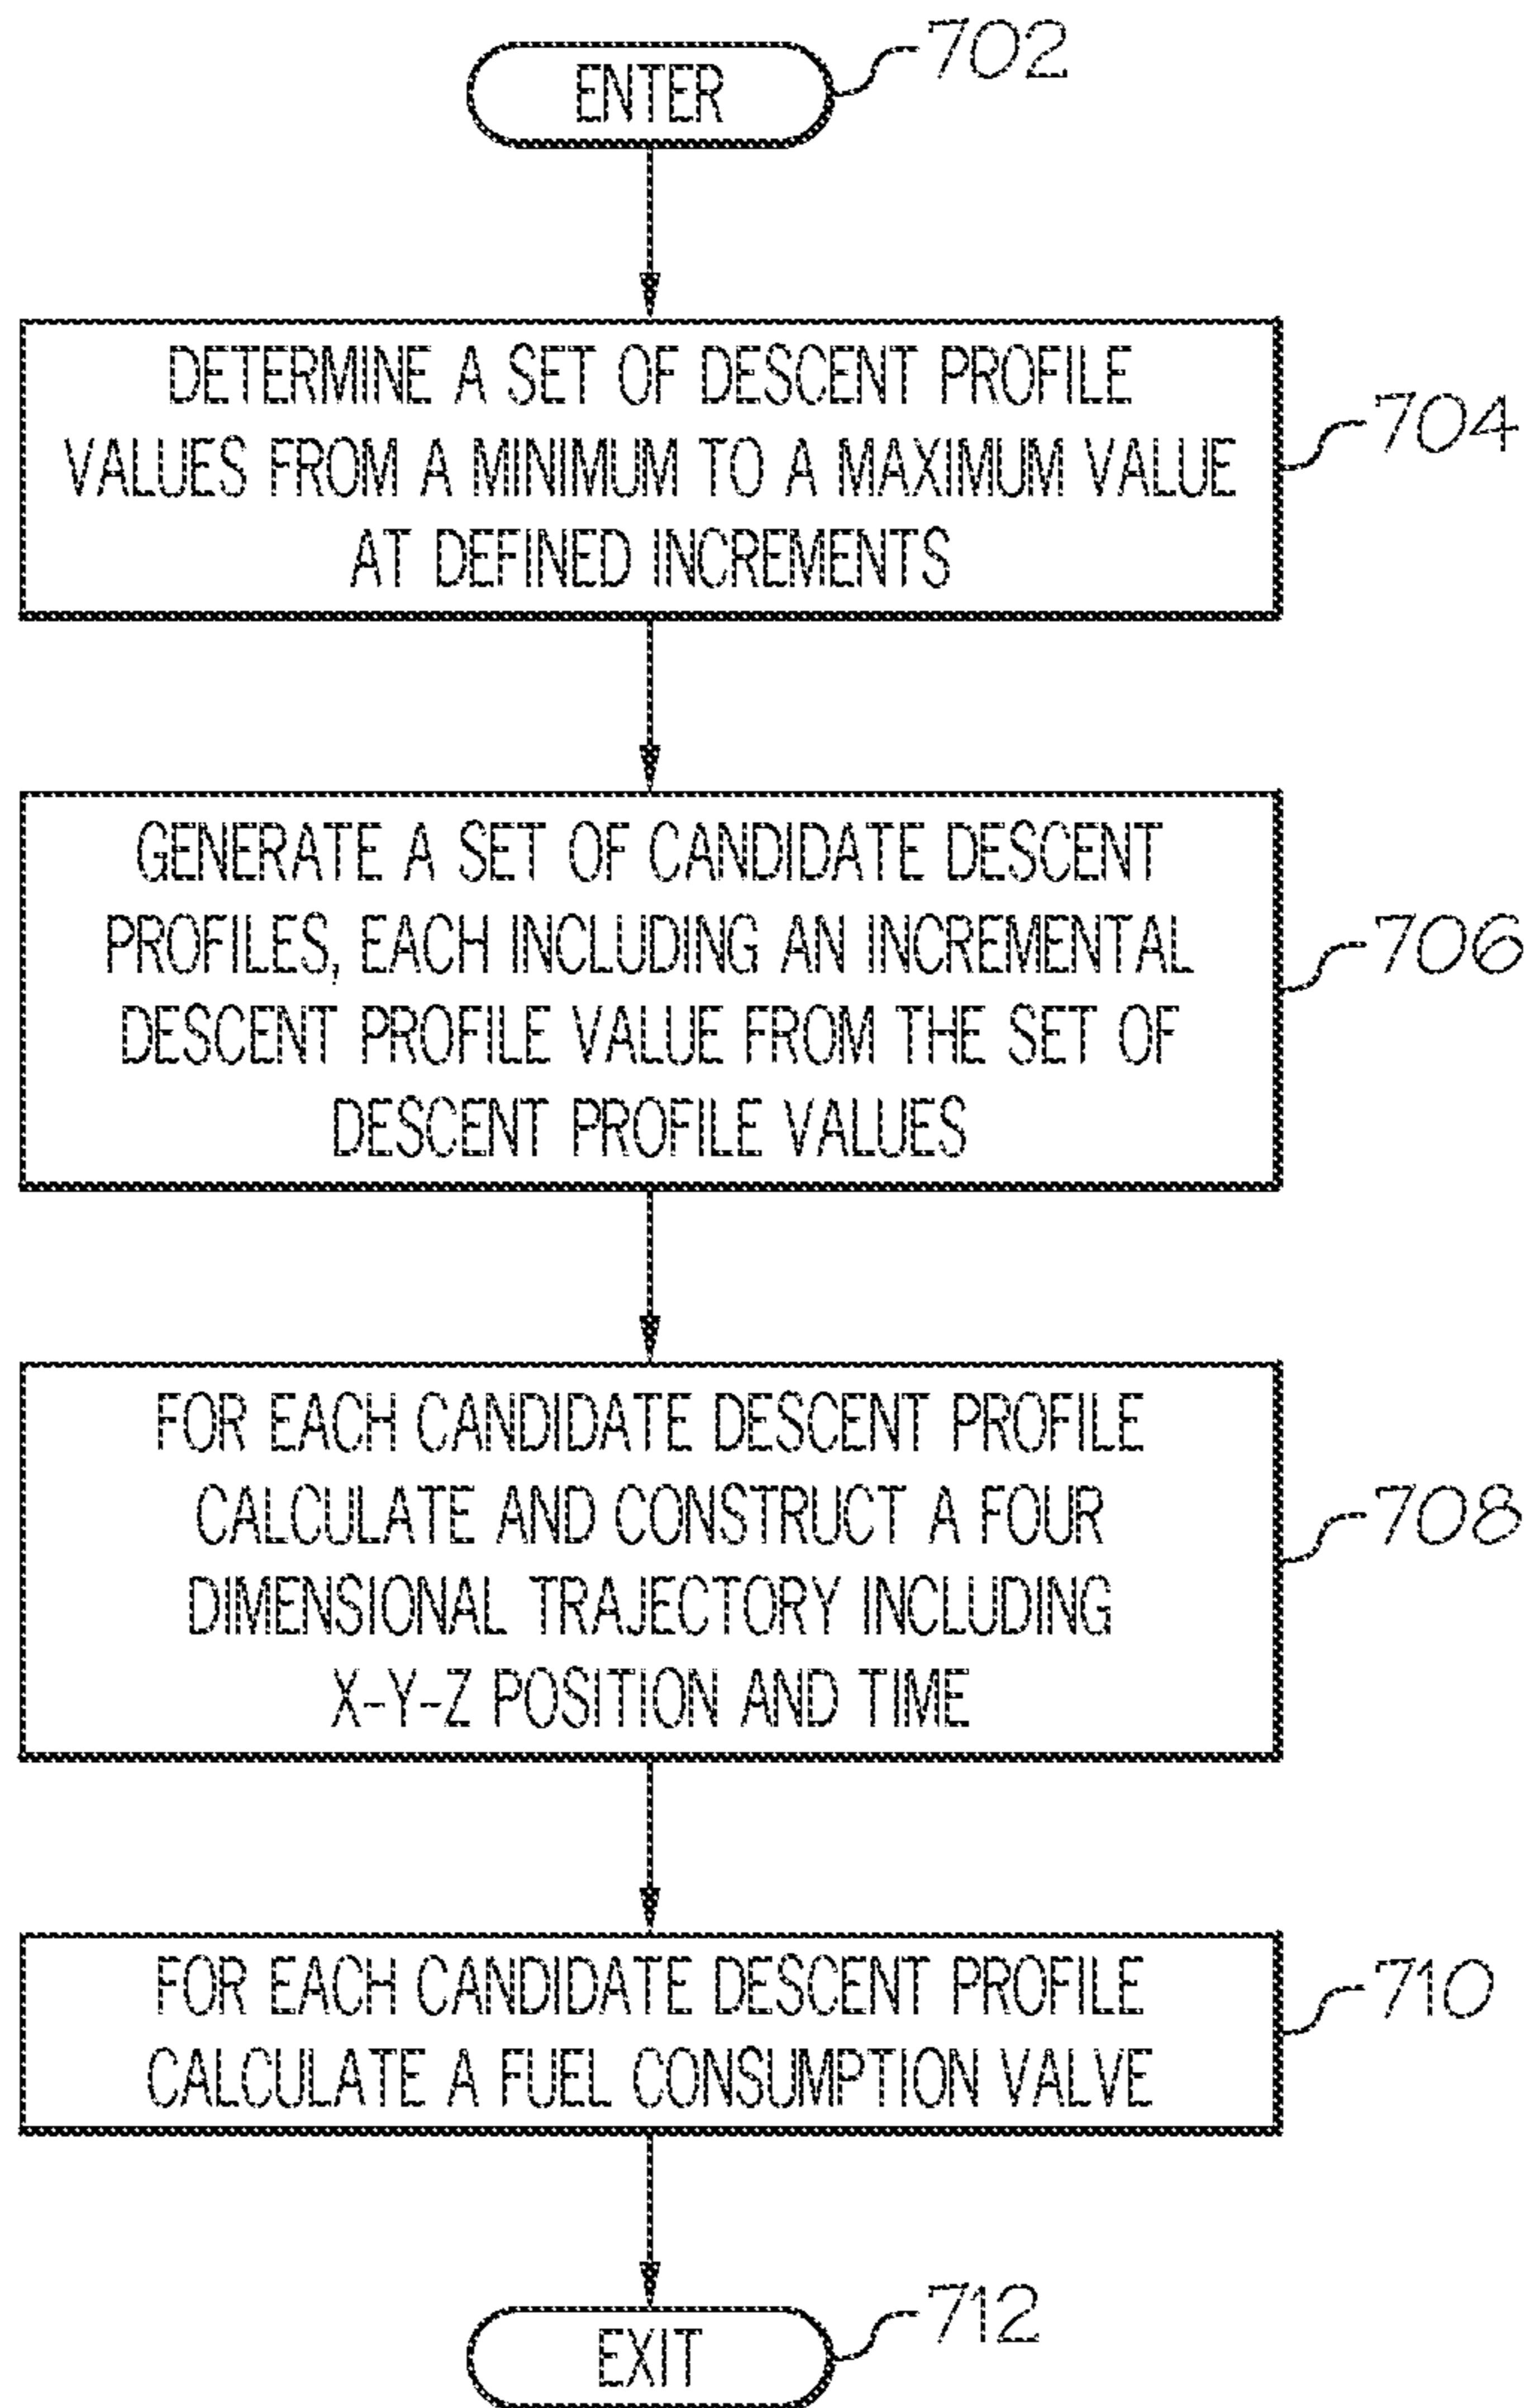 ENTER
702
DETERMINE A SET OF DESCENT PROFILE
VALUES FROM A MINIMUM TO A MAXIMUM VALUE
AT DEFINED INCREMENTS
704
GENERATE A SET OF CANDIDATE DESCENT
PROFILES, EACH INCLUDING AN INCREMENTAL
DESCENT PROFILE VALUE FROM THE SET OF
DESCENT PROFILE VALUES
706
FOR EACH CANDIDATE DESCENT PROFILE
CALCULATE AND CONSTRUCT A FOUR
DIMENSIONAL TRAJECTORY INCLUDING
X-Y-Z POSITION AND TIME
708
FOR EACH CANDIDATE DESCENT PROFILE
CALCULATE A FUEL CONSUMPTION VALVE
710
EXIT
712